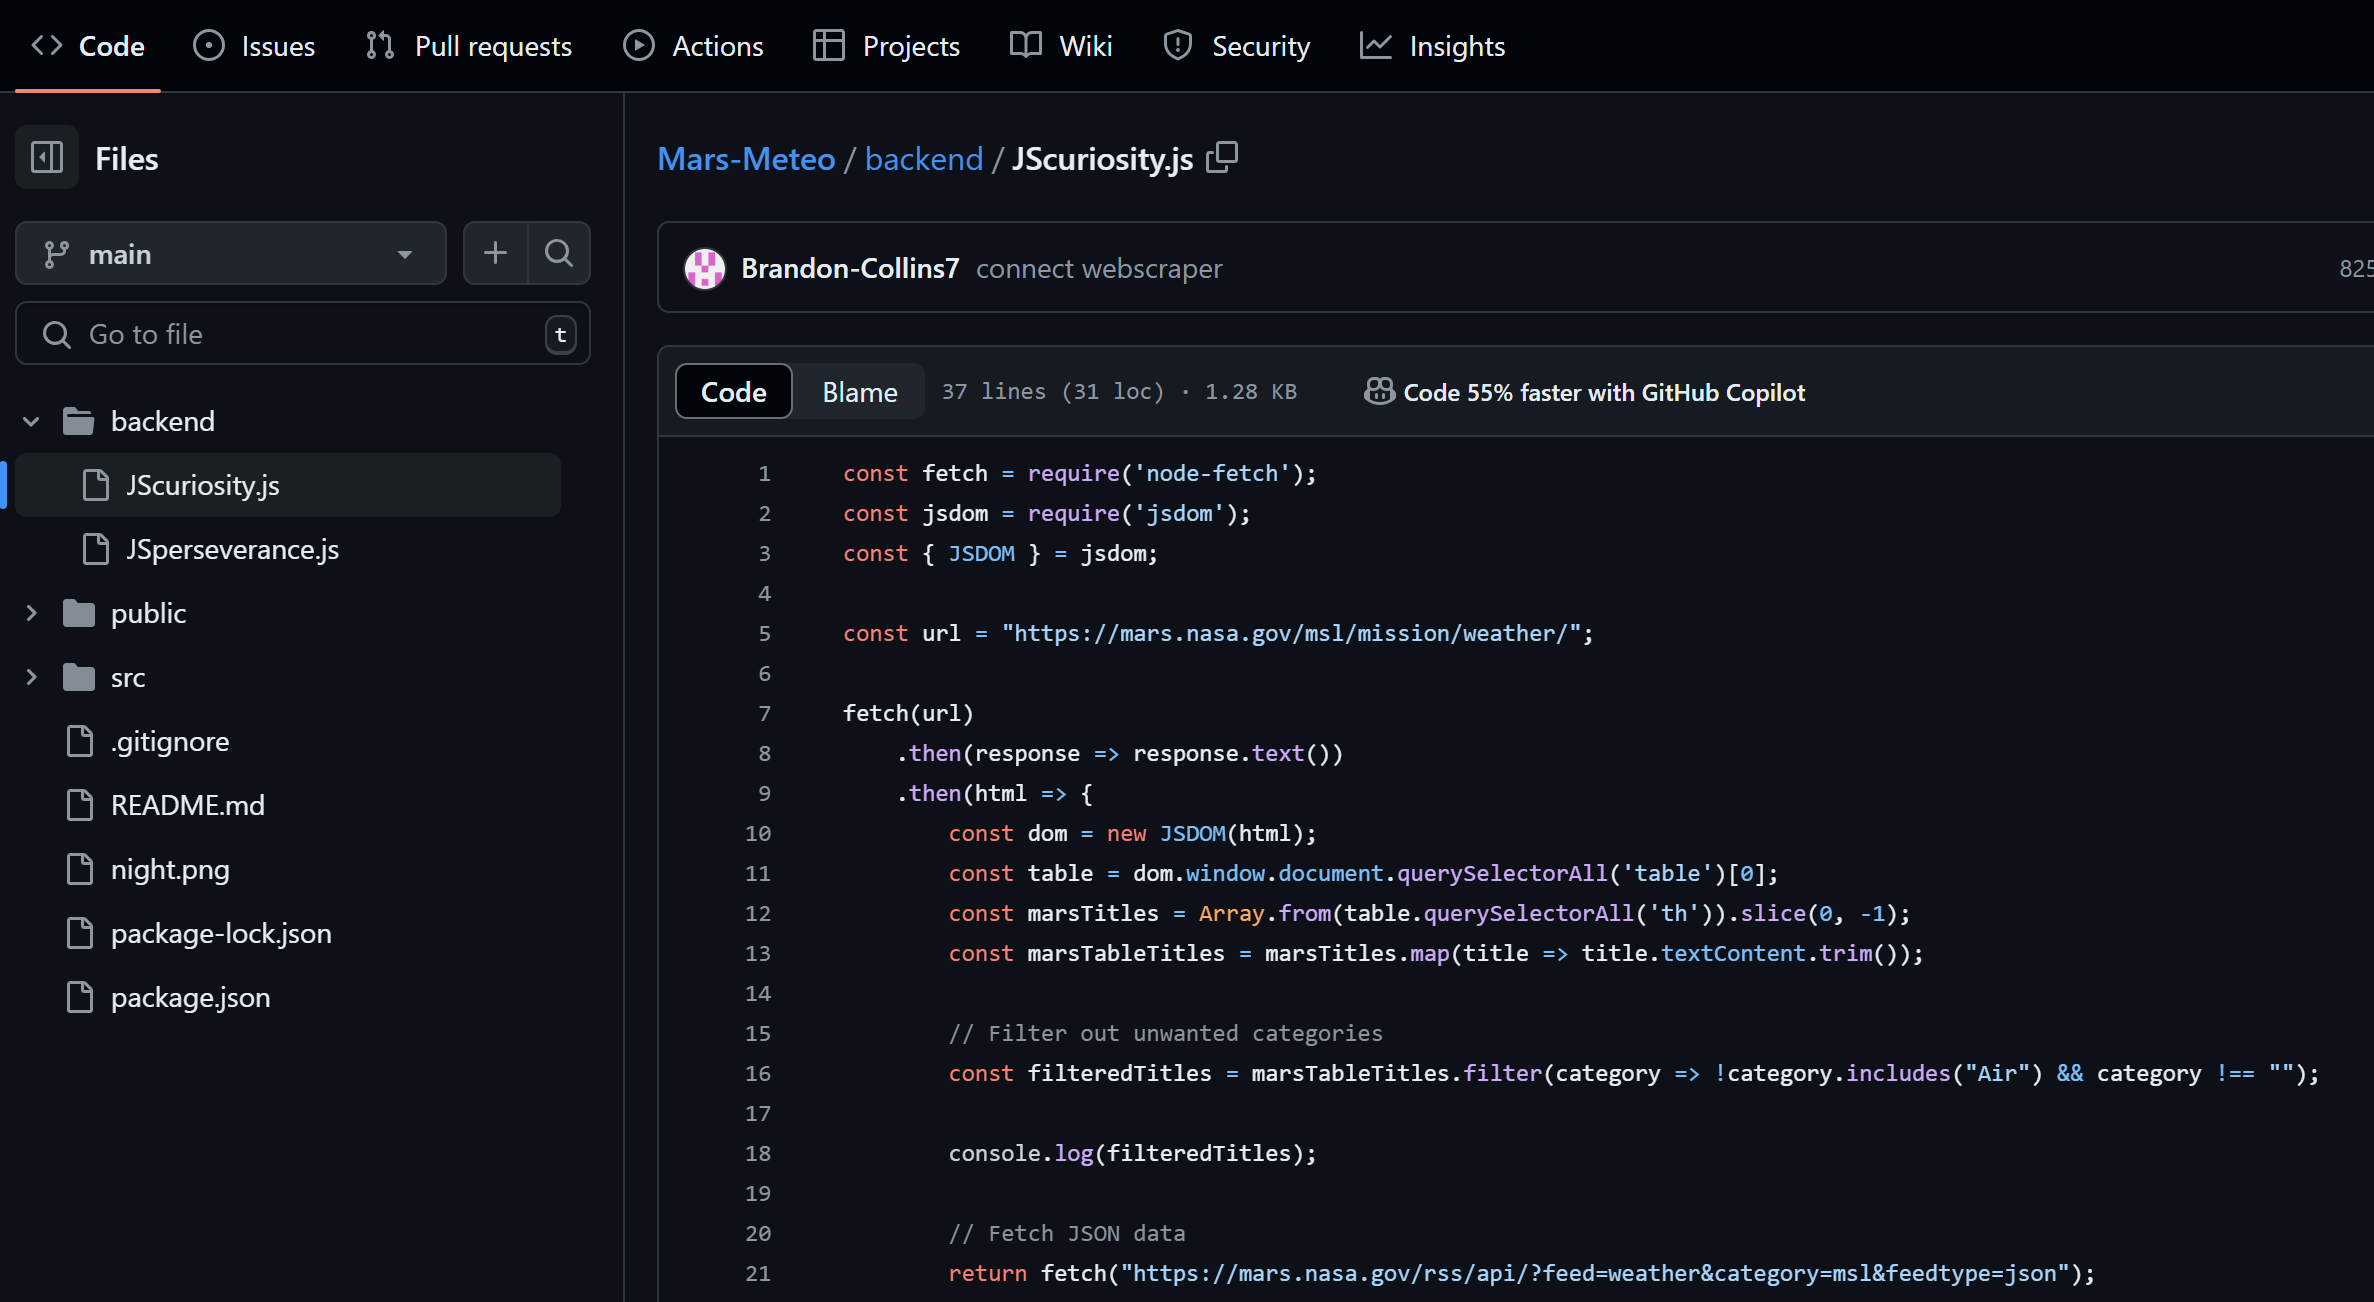 Code Issues Pull requests Actions Projects Wiki Security Insights
Files
main
Go to file t
backend
JScuriosity.js
JSperseverance.js
public
src
.gitignore
README.md
night.png
package-lock.json
package.json
Mars-Meteo / backend / JScuriosity.js
Brandon-Collins7 connect webscraper 825
Code Blame 37 lines (31 loc) · 1.28 KB Code 55% faster with GitHub Copilot
1 const fetch = require('node-fetch');
2 const jsdom = require('jsdom');
3 const { JSDOM } = jsdom;
4
5 const url = "https://mars.nasa.gov/msl/mission/weather/";
6
7 fetch(url)
8 .then(response => response.text())
9 .then(html => {
10 const dom = new JSDOM(html);
11 const table = dom.window.document.querySelectorAll('table')[0];
12 const marsTitles = Array.from(table.querySelectorAll('th')).slice(0, -1);
13 const marsTableTitles = marsTitles.map(title => title.textContent.trim());
14
15 // Filter out unwanted categories
16 const filteredTitles = marsTableTitles.filter(category => !category.includes("Air") && category !== "");
17
18 console.log(filteredTitles);
19
20 // Fetch JSON data
21 return fetch("https://mars.nasa.gov/rss/api/?feed=weather&category=msl&feedtype=json");